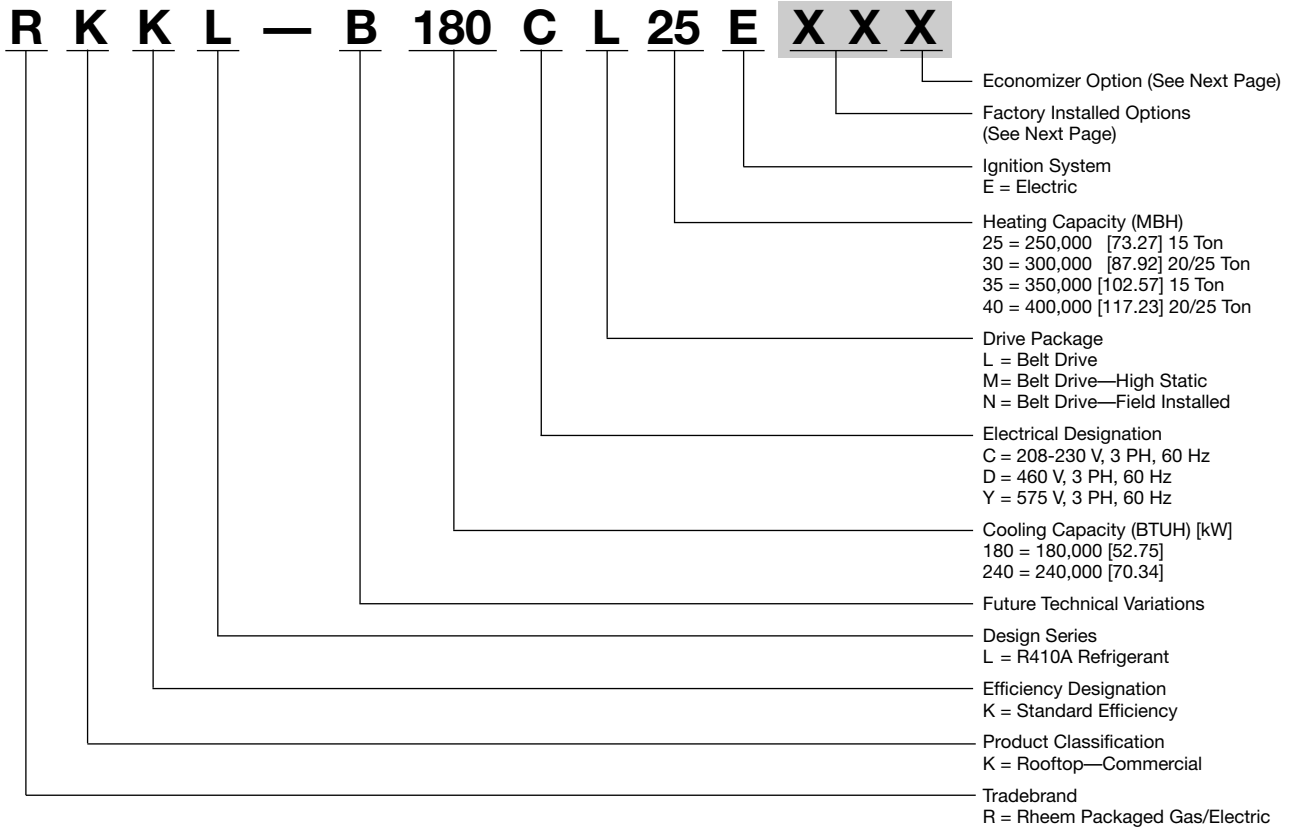 R K K L — B 180 C L 25 E X X X
Economizer Option (See Next Page)
Factory Installed Options
(See Next Page)
Ignition System
E = Electric
Heating Capacity (MBH)
25 = 250,000 [73.27] 15 Ton
30 = 300,000 [87.92] 20/25 Ton
35 = 350,000 [102.57] 15 Ton
40 = 400,000 [117.23] 20/25 Ton
Drive Package
L = Belt Drive
M= Belt Drive—High Static
N = Belt Drive—Field Installed
Electrical Designation
C = 208-230 V, 3 PH, 60 Hz
D = 460 V, 3 PH, 60 Hz
Y = 575 V, 3 PH, 60 Hz
Cooling Capacity (BTUH) [kW]
180 = 180,000 [52.75]
240 = 240,000 [70.34]
Future Technical Variations
Design Series
L = R410A Refrigerant
Efficiency Designation
K = Standard Efficiency
Product Classification
K = Rooftop—Commercial
Tradebrand
R = Rheem Packaged Gas/Electric